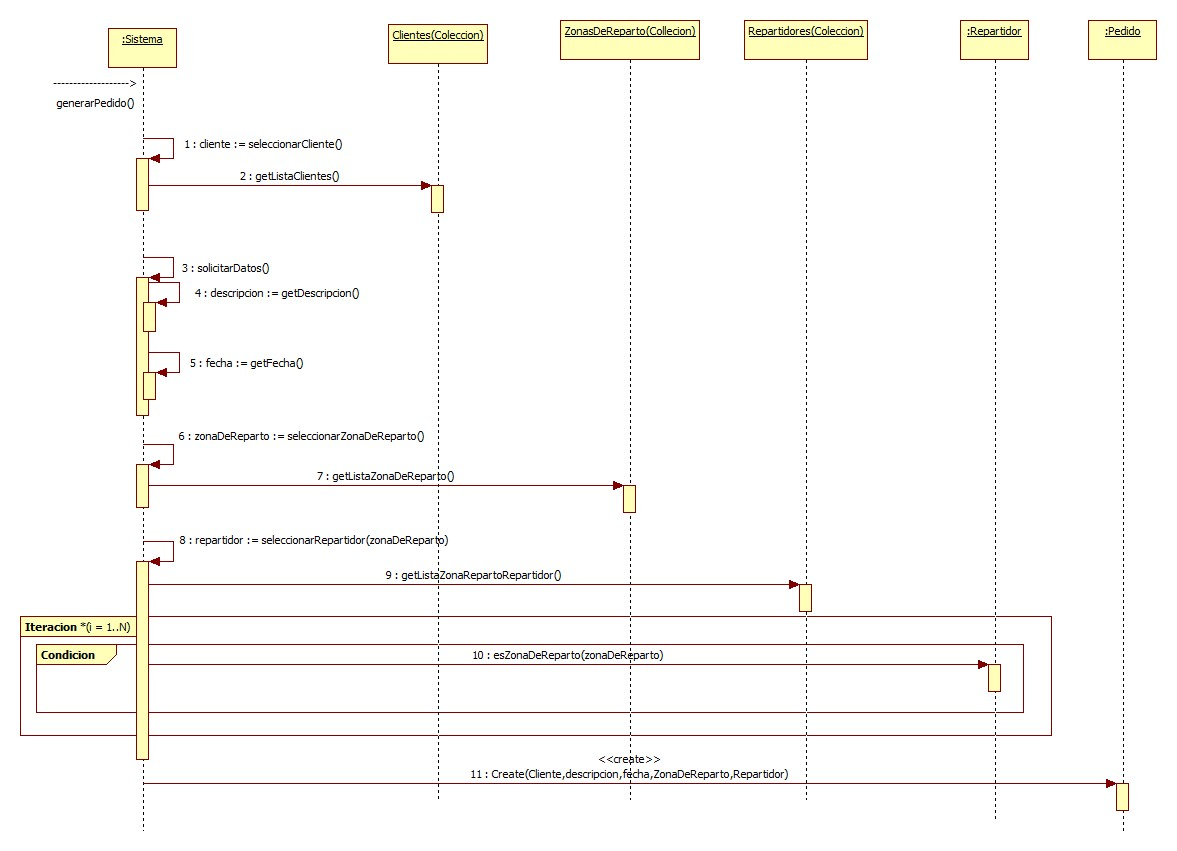 :Sistema
Clientes(Coleccion)
ZonasDeReparto(Collecion)
Repartidores(Coleccion)
:Repartidor
:Pedido
generarPedido()
1 : cliente := seleccionarCliente()
2 : getListaClientes()
3 : solicitarDatos()
4 : descripcion := getDescripcion()
5 : fecha := getFecha()
6 : zonaDeReparto := seleccionarZonaDeReparto()
7 : getListaZonaDeReparto()
8 : repartidor := seleccionarRepartidor(zonaDeReparto)
9 : getListaZonaRepartoRepartidor()
Iteracion *(i = 1..N)
Condicion
10 : esZonaDeReparto(zonaDeReparto)
<<create>>
11 : Create(Cliente,descripcion,fecha,ZonaDeReparto,Repartidor)